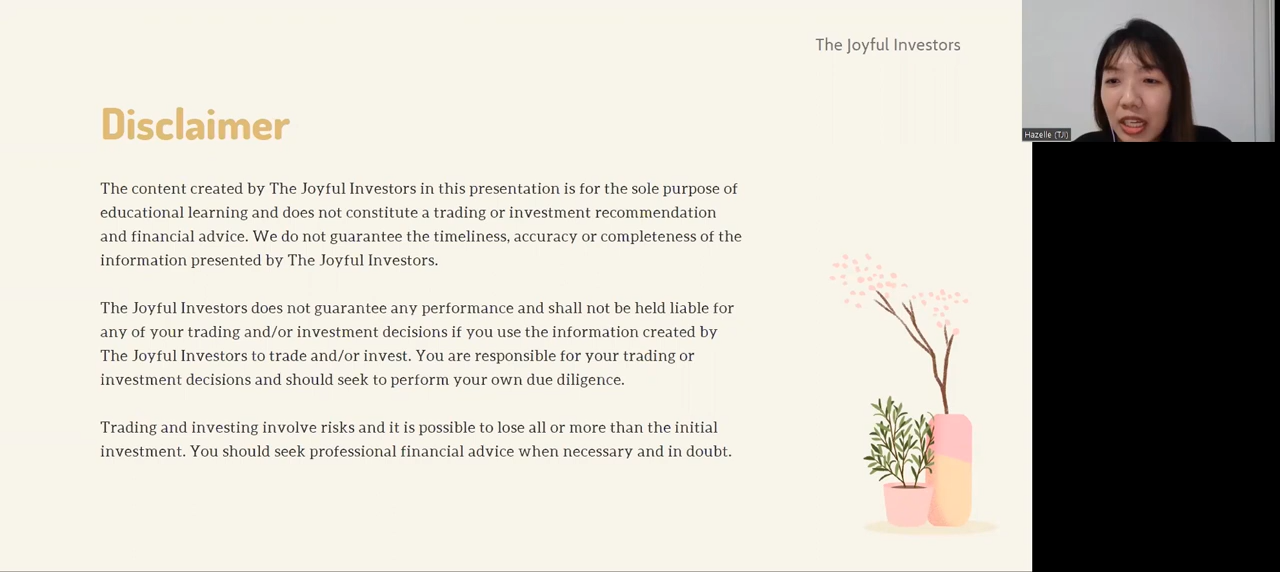 The Joyful Investors
Disclaimer
The content created by The Joyful Investors in this presentation is for the sole purpose of
educational learning and does not constitute a trading or investment recommendation
and financial advice. We do not guarantee the timeliness, accuracy or completeness of the
information presented by The Joyful Investors.
The Joyful Investors does not guarantee any performance and shall not be held liable for
any of your trading and/or investment decisions if you use the information created by
The Joyful Investors to trade and/or invest. You are responsible for your trading or
investment decisions and should seek to perform your own due diligence.
Trading and investing involve risks and it is possible to lose all or more than the initial
investment. You should seek professional financial advice when necessary and in doubt.
Hazelle (TJI)